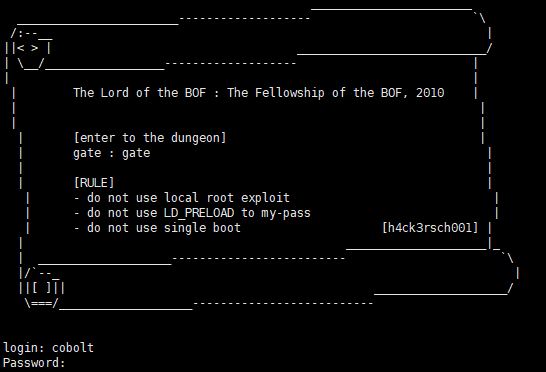 The Lord of the BOF : The Fellowship of the BOF, 2010
[enter to the dungeon]
gate : gate
[RULE]
- do not use local root exploit
- do not use LD_PRELOAD to my-pass
- do not use single boot [h4ck3rsch001]
login: cobolt
Password: